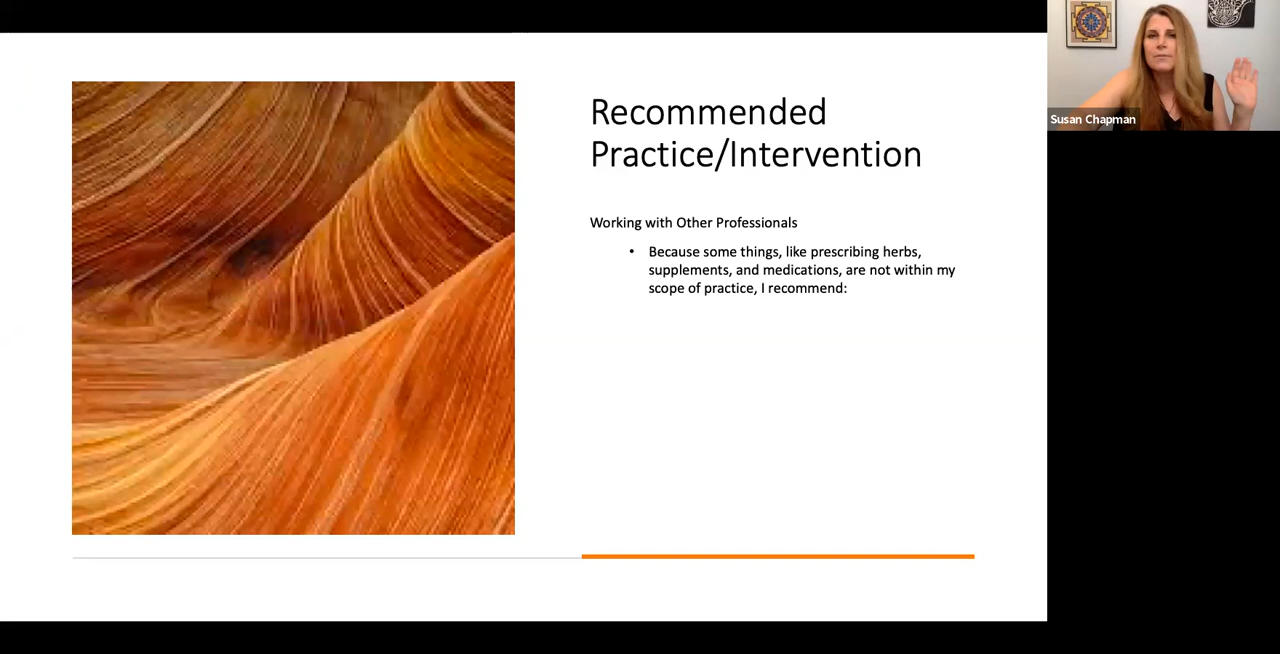 Recommended
Practice/Intervention
Working with Other Professionals
• Because some things, like prescribing herbs,
supplements, and medications, are not within my
scope of practice, I recommend:
Susan Chapman